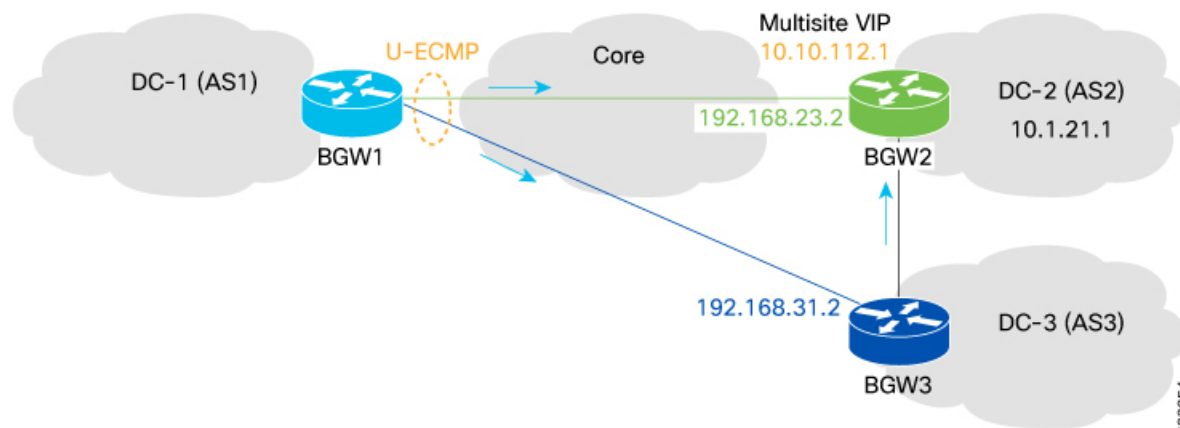 Multisite VIP
U-ECMP
Core
10.10.112.1
DC-1 (AS1)
DC-2 (AS2)
192.168.23.2
10.1.21.1
BGW1
BGW2
192.168.31.2
DC-3 (AS3)
BGW3